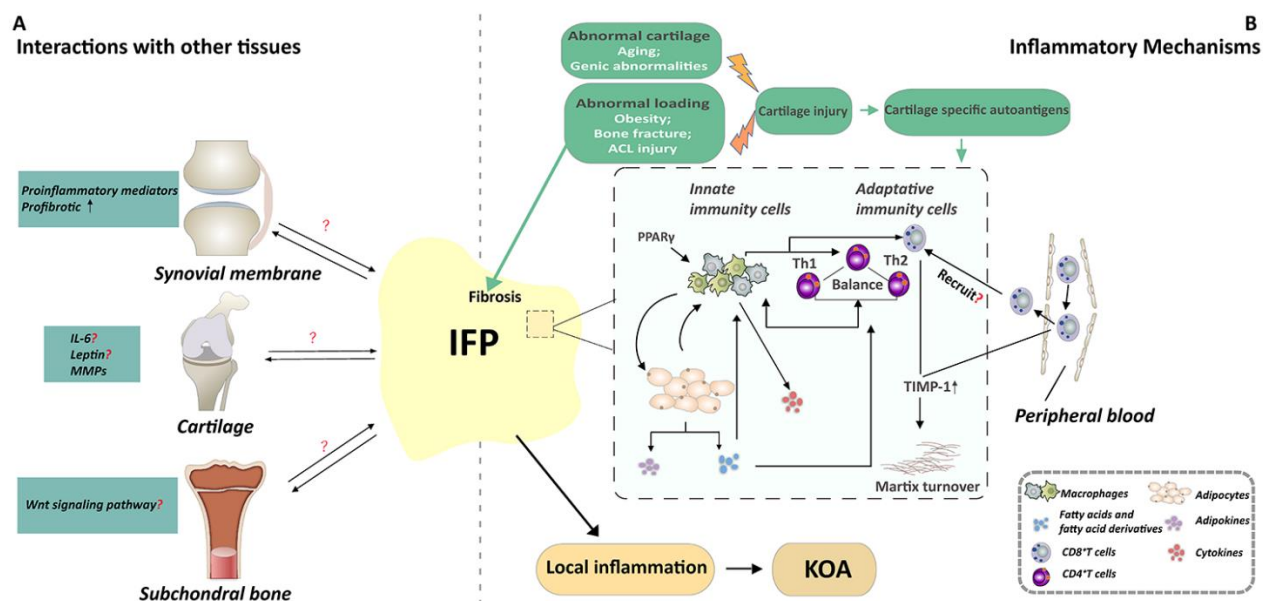 A
Interactions with other tissues
Proinflammatory mediators
Profibrotic ↑
?
Synovial membrane
IL-6?
Leptin?
MMPs
?
Cartilage
Wnt signaling pathway?
?
Subchondral bone
Fibrosis
IFP
B
Inflammatory Mechanisms
Abnormal cartilage
Aging;
Genic abnormalities
Abnormal loading
Obesity;
Bone fracture;
ACL injury
Cartilage injury
Cartilage specific autoantigens
Innate
immunity cells
Adaptative
immunity cells
PPARγ
Th1
Th2
Balance
Recruit?
TIMP-1↑
Martix turnover
Peripheral blood
Local inflammation
KOA
Macrophages
Adipocytes
Fatty acids and
fatty acid derivatives
Adipokines
CD8⁺T cells
Cytokines
CD4⁺T cells